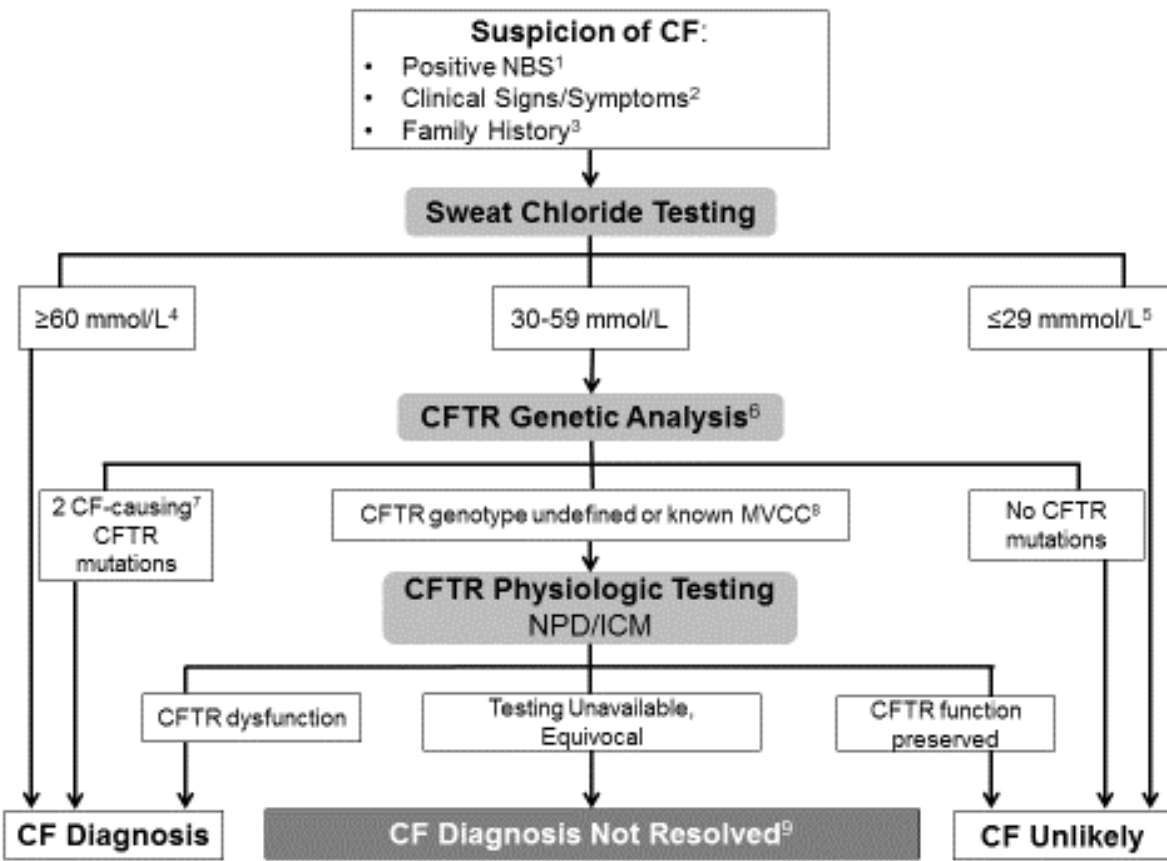 Suspicion of CF:
• Positive NBS¹
• Clinical Signs/Symptoms²
• Family History³
Sweat Chloride Testing
≥60 mmol/L⁴
30-59 mmol/L
≤29 mmmol/L⁵
CFTR Genetic Analysis⁶
2 CF-causing⁷
CFTR
mutations
CFTR genotype undefined or known MVCC⁸
No CFTR
mutations
CFTR Physiologic Testing
NPD/ICM
CFTR dysfunction
Testing Unavailable,
Equivocal
CFTR function
preserved
CF Diagnosis
CF Diagnosis Not Resolved⁹
CF Unlikely